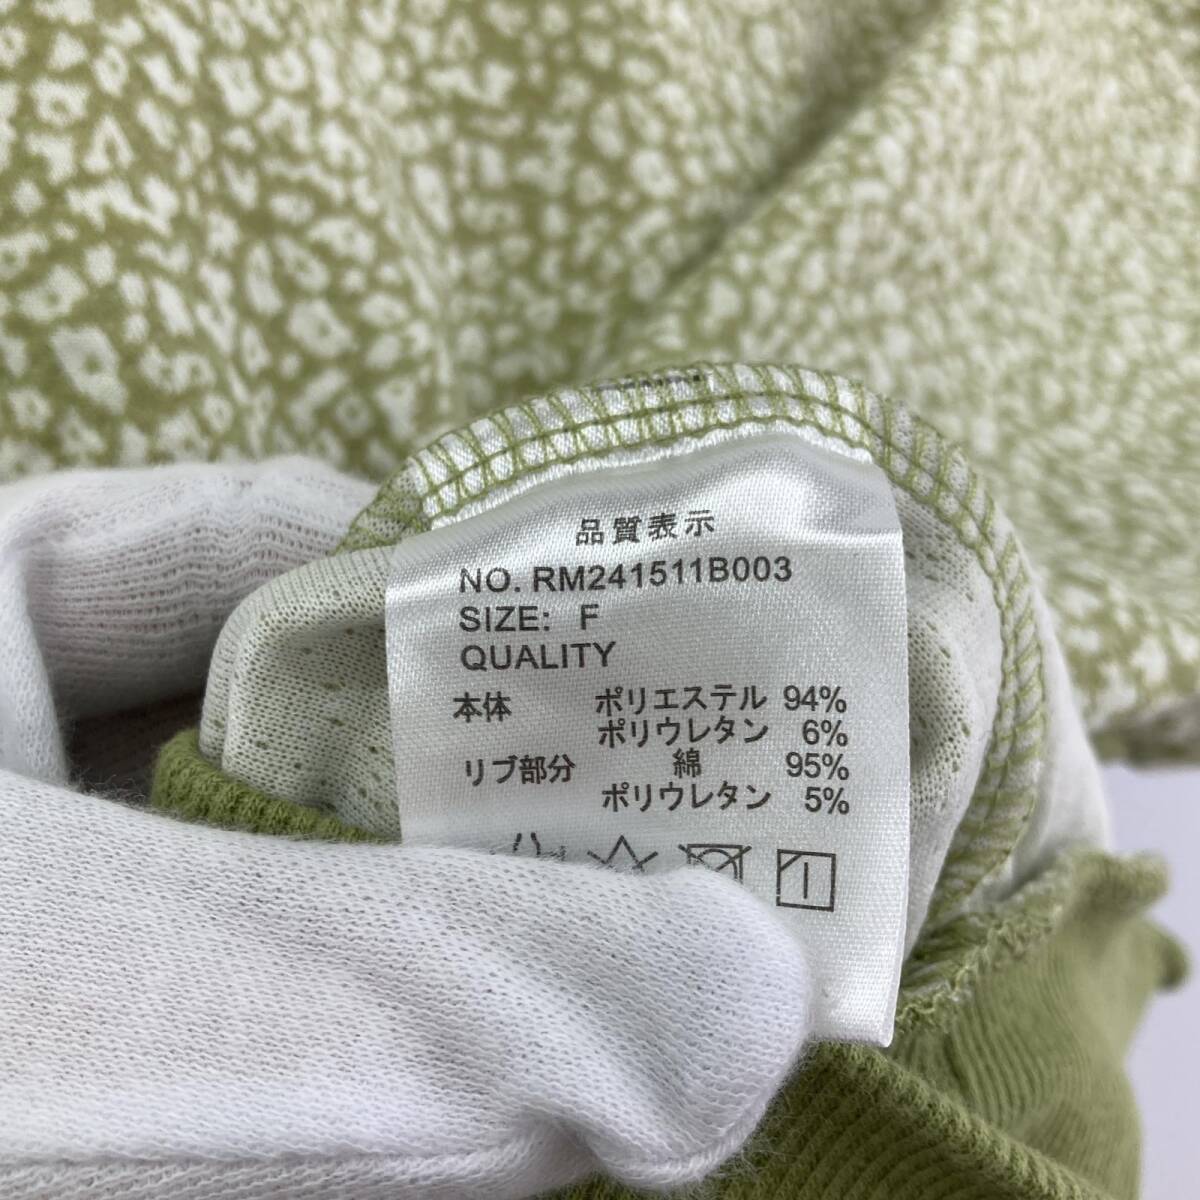 品質表示
NO. RM241511B003
SIZE: F
QUALITY
本体 ポリエステル 94%
ポリウレタン 6%
リブ部分 綿 95%
ポリウレタン 5%